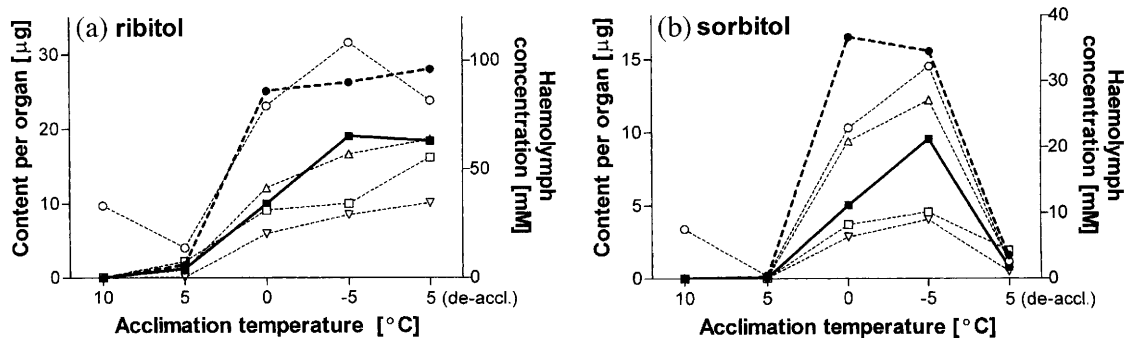 (a) ribitol
Content per organ [µg]
30
20
10
0
100
50
0
Haemolymph
concentration [mM]
10 5 0 -5 5 (de-accl.)
Acclimation temperature [°C]
(b) sorbitol
Content per organ [µg]
15
10
5
0
40
30
20
10
0
Haemolymph
concentration [mM]
10 5 0 -5 5 (de-accl.)
Acclimation temperature [°C]